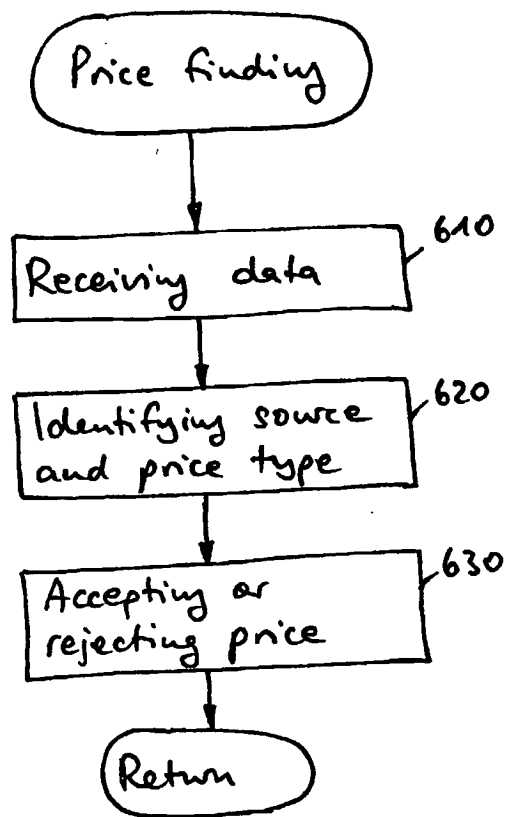 Price finding
610
Receiving data
620
Identifying source
and price type
630
Accepting or
rejecting price
Return